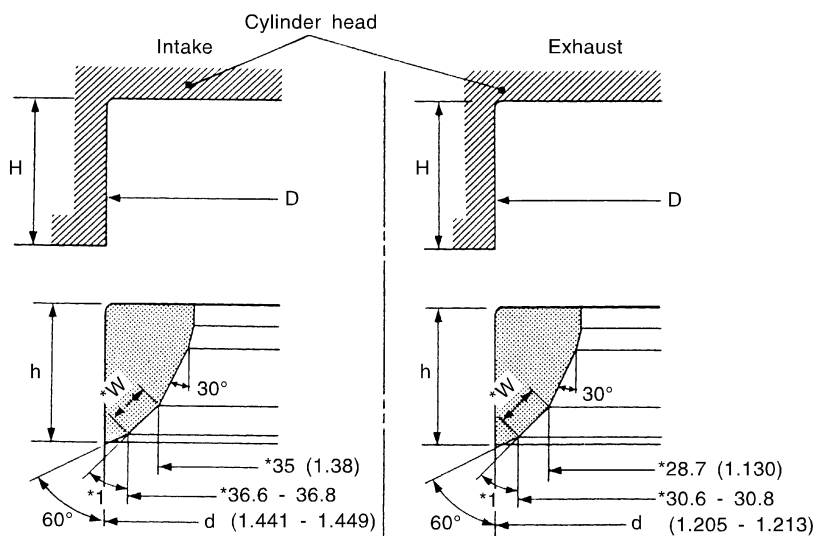 Cylinder head
Intake
Exhaust
H
D
H
D
h
*W
30°
h
*W
30°
*35 (1.38)
*1
*36.6 - 36.8
60°
d (1.441 - 1.449)
*28.7 (1.130)
*1
*30.6 - 30.8
60°
d (1.205 - 1.213)